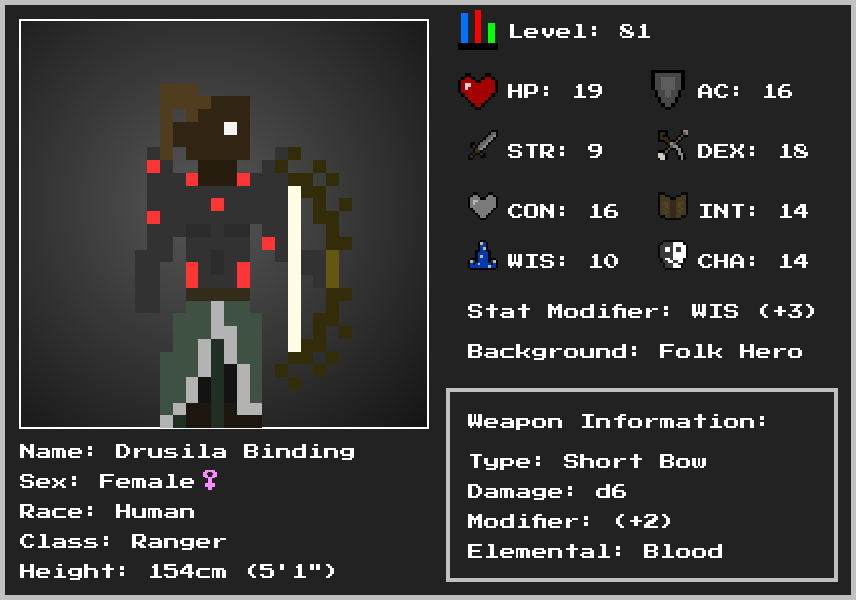 Level: 81
HP: 19
AC: 16
STR: 9
DEX: 18
CON: 16
INT: 14
WIS: 10
CHA: 14
Stat Modifier: WIS (+3)
Background: Folk Hero
Weapon Information:
Type: Short Bow
Damage: d6
Modifier: (+2)
Elemental: Blood
Name: Drusila Binding
Sex: Female♀
Race: Human
Class: Ranger
Height: 154cm (5'1")